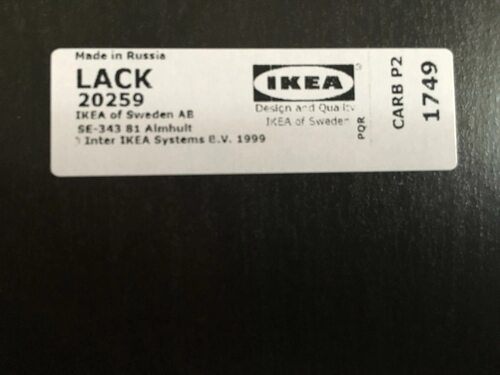 Made in Russia
LACK
20259
IKEA of Sweden AB
SE-343 81 Älmhult
Inter IKEA Systems B.V. 1999
IKEA
Design and Quality
IKEA of Sweden
PQR
CARB P2
1749